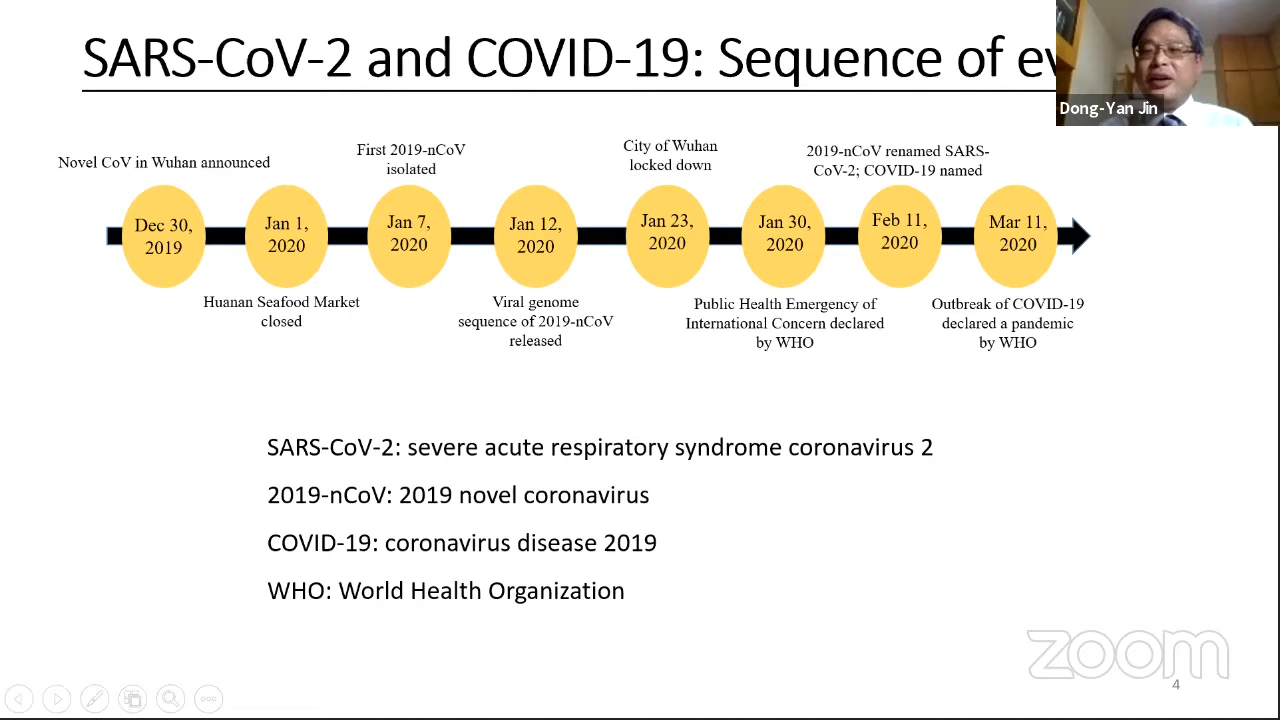 SARS-CoV-2 and COVID-19: Sequence of ev
Dong-Yan Jin
Novel CoV in Wuhan announced
First 2019-nCoV
isolated
City of Wuhan
locked down
2019-nCoV renamed SARS-
CoV-2; COVID-19 named
Dec 30,
2019
Jan 1,
2020
Jan 7,
2020
Jan 12,
2020
Jan 23,
2020
Jan 30,
2020
Feb 11,
2020
Mar 11,
2020
Huanan Seafood Market
closed
Viral genome
sequence of 2019-nCoV
released
Public Health Emergency of
International Concern declared
by WHO
Outbreak of COVID-19
declared a pandemic
by WHO
SARS-CoV-2: severe acute respiratory syndrome coronavirus 2
2019-nCoV: 2019 novel coronavirus
COVID-19: coronavirus disease 2019
WHO: World Health Organization
zoom
4